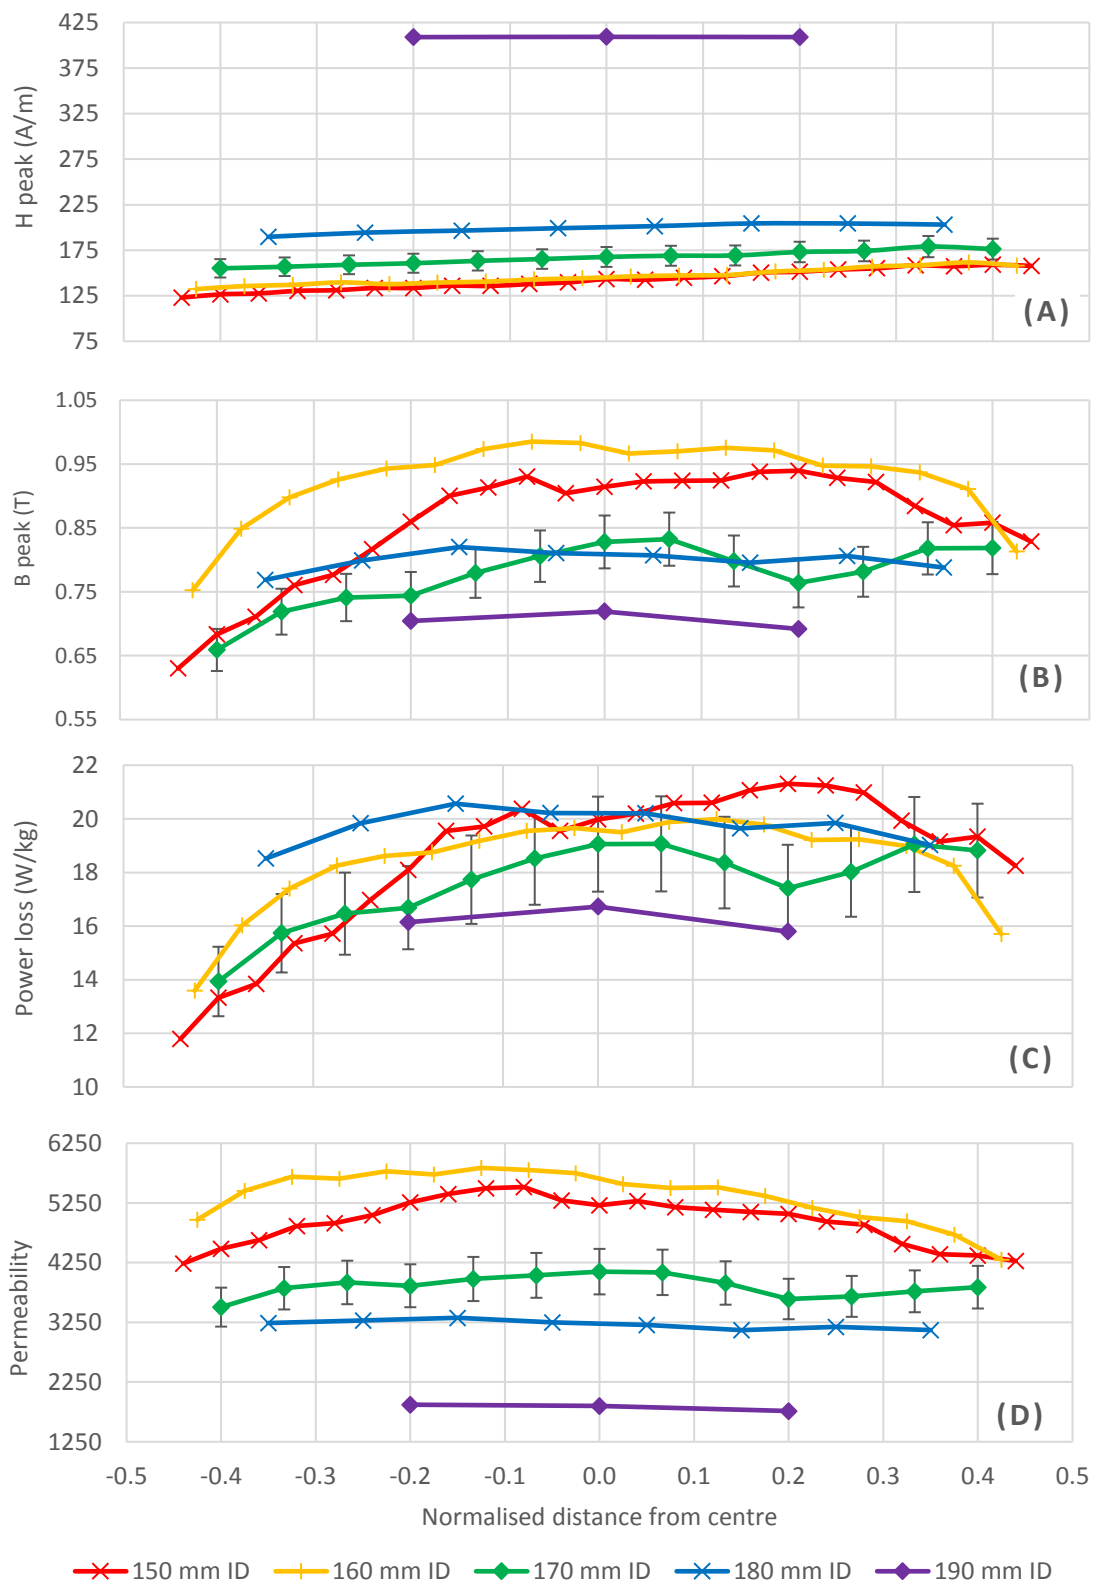 425
375
325
275
225
175
125
75
H peak (A/m)
(A)
1.05
0.95
0.85
0.75
0.65
0.55
B peak (T)
(B)
22
20
18
16
14
12
10
Power loss (W/kg)
(C)
6250
5250
4250
3250
2250
1250
Permeability
(D)
-0.5 -0.4 -0.3 -0.2 -0.1 0.0 0.1 0.2 0.3 0.4 0.5
Normalised distance from centre
150 mm ID 160 mm ID 170 mm ID 180 mm ID 190 mm ID